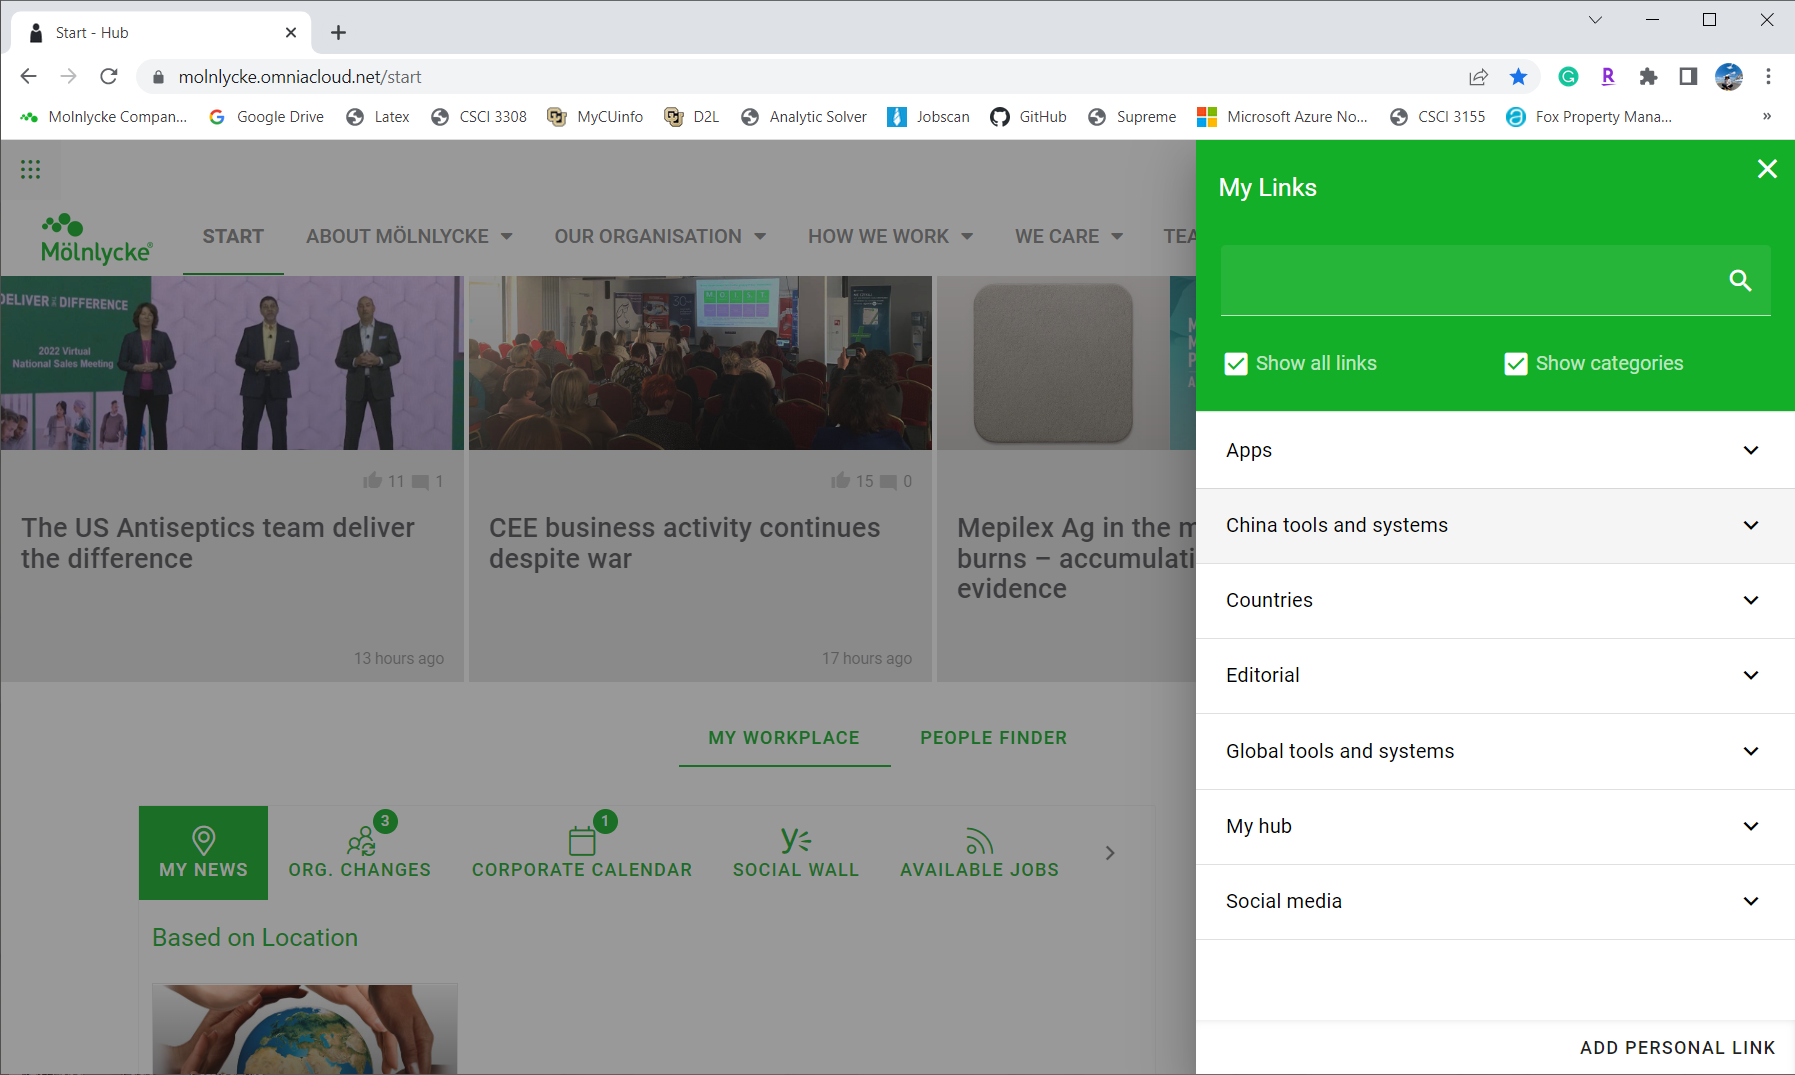 Start - Hub
molnlycke.omniacloud.net/start
Molnlycke Compan...
Google Drive
Latex
CSCI 3308
MyCUinfo
D2L
Analytic Solver
Jobscan
GitHub
Supreme
Microsoft Azure No...
CSCI 3155
Fox Property Mana...
»
Mölnlycke®
START
ABOUT MÖLNLYCKE
OUR ORGANISATION
HOW WE WORK
WE CARE
TEA
DELIVER THE DIFFERENCE
2022 Virtual
National Sales Meeting
11
1
The US Antiseptics team deliver
the difference
13 hours ago
MOIST
30+
15
0
CEE business activity continues
despite war
17 hours ago
Mepilex Ag in the m
burns – accumulati
evidence
MY WORKPLACE
PEOPLE FINDER
MY NEWS
3
ORG. CHANGES
1
CORPORATE CALENDAR
SOCIAL WALL
AVAILABLE JOBS
Based on Location
My Links
Show all links
Show categories
Apps
China tools and systems
Countries
Editorial
Global tools and systems
My hub
Social media
ADD PERSONAL LINK